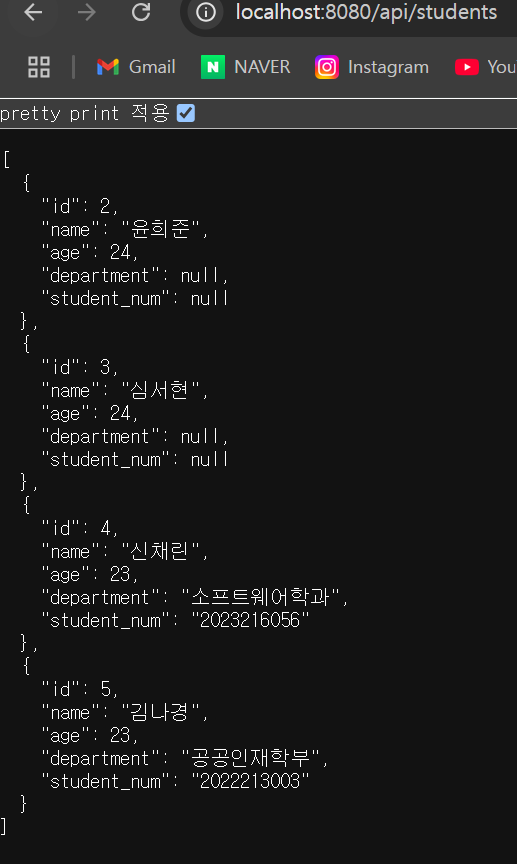 localhost:8080/api/students
Gmail NAVER Instagram You
pretty print 적용
[
  {
    "id": 2,
    "name": "윤희준",
    "age": 24,
    "department": null,
    "student_num": null
  },
  {
    "id": 3,
    "name": "심서현",
    "age": 24,
    "department": null,
    "student_num": null
  },
  {
    "id": 4,
    "name": "신채린",
    "age": 23,
    "department": "소프트웨어학과",
    "student_num": "2023216056"
  },
  {
    "id": 5,
    "name": "김나경",
    "age": 23,
    "department": "공공인재학부",
    "student_num": "2022213003"
  }
]